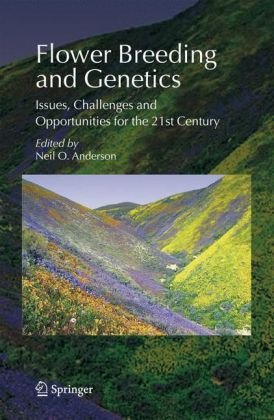 Flower Breeding
and Genetics
Issues, Challenges and
Opportunities for the 21st Century
Edited by
Neil O. Anderson
Springer